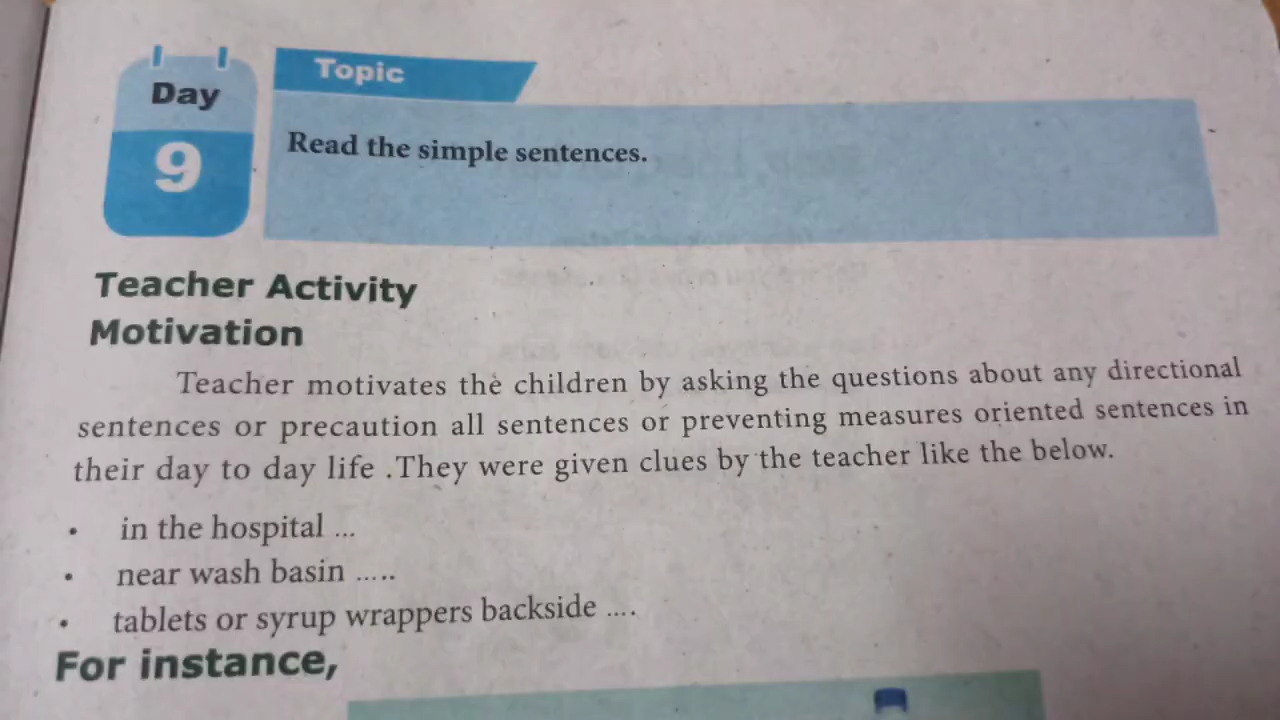 Day
9
Topic
Read the simple sentences.
Teacher Activity
Motivation
Teacher motivates the children by asking the questions about any directional
sentences or precaution all sentences or preventing measures oriented sentences in
their day to day life .They were given clues by the teacher like the below.
• in the hospital ...
• near wash basin .....
• tablets or syrup wrappers backside ....
For instance,